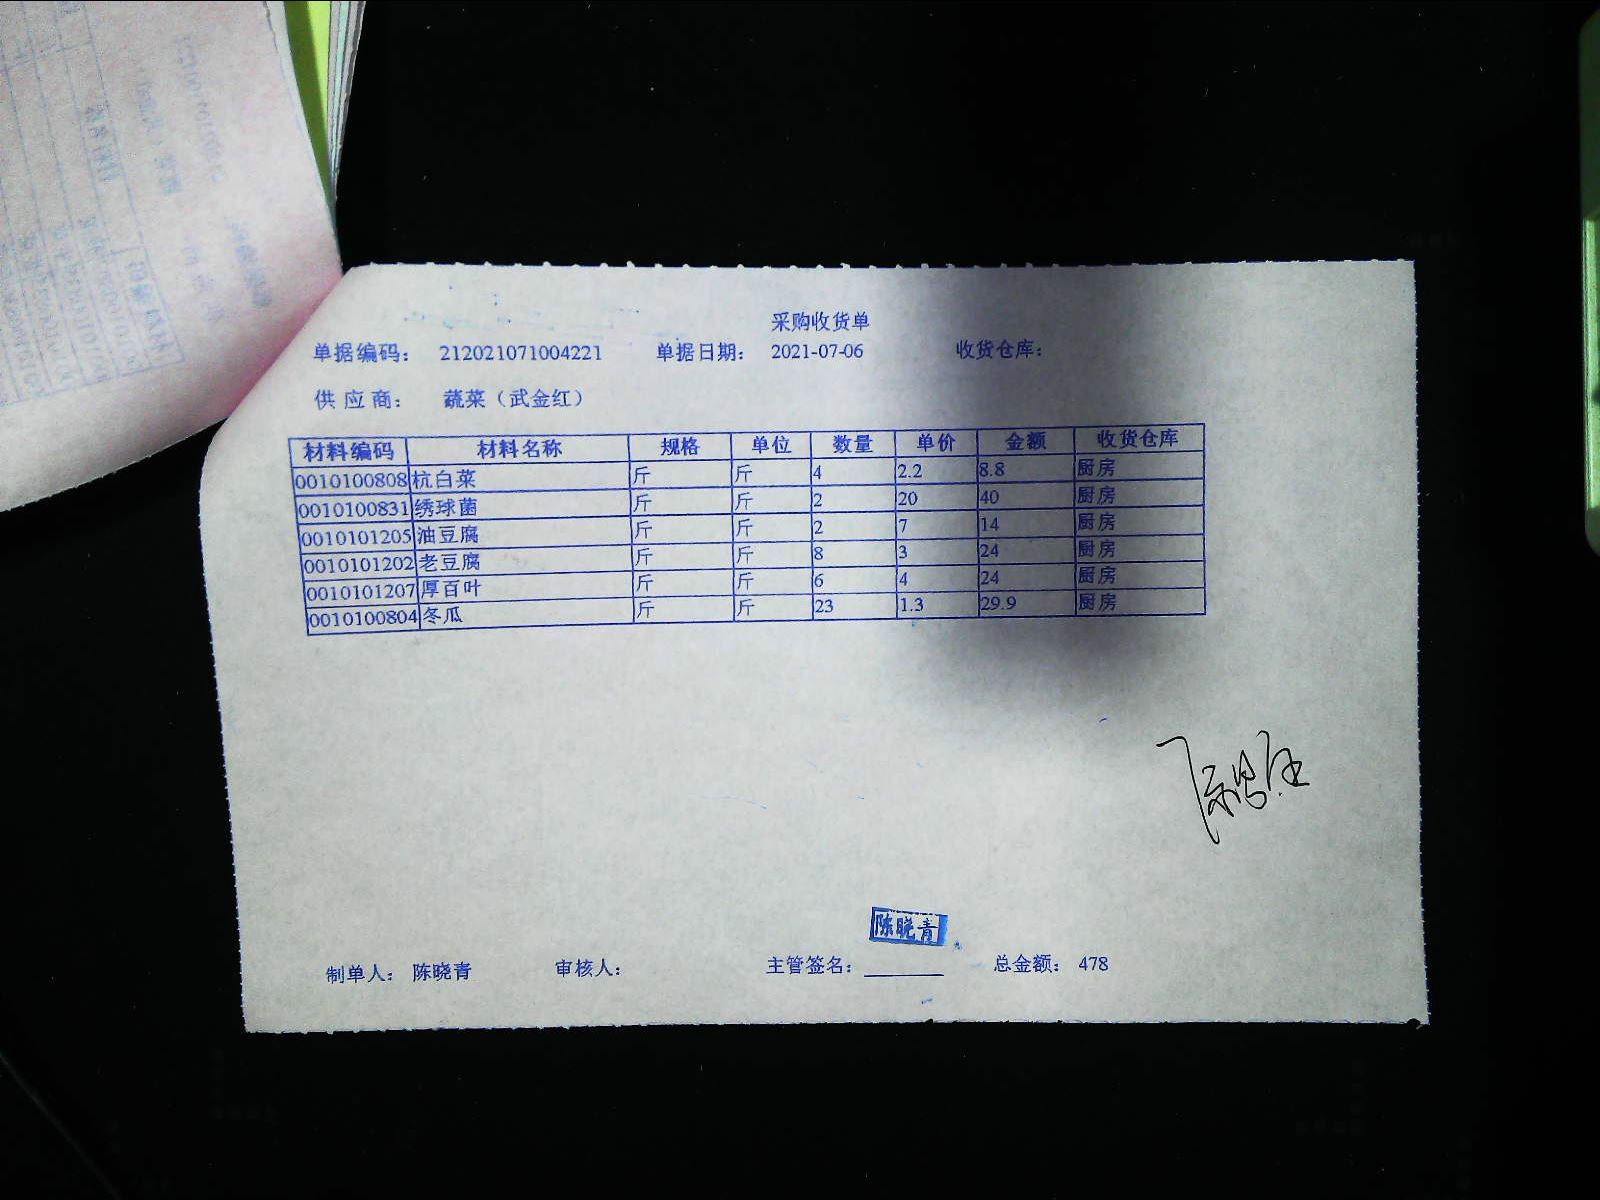 采购收货单
单据编码： 212021071004221 单据日期： 2021-07-06 收货仓库：
供应商： 蔬菜（武金红）
材料编码 材料名称 规格 单位 数量 单价 金额 收货仓库
0010100808 杭白菜 斤 斤 4 2.2 8.8 厨房
0010100831 绣球菌 斤 斤 2 20 40 厨房
0010101205 油豆腐 斤 斤 2 7 14 厨房
0010101202 老豆腐 斤 斤 8 3 24 厨房
0010101207 厚百叶 斤 斤 6 4 24 厨房
0010100804 冬瓜 斤 斤 23 1.3 29.9 厨房
陈晓青
制单人： 陈晓青 审核人： 主管签名： 总金额： 478